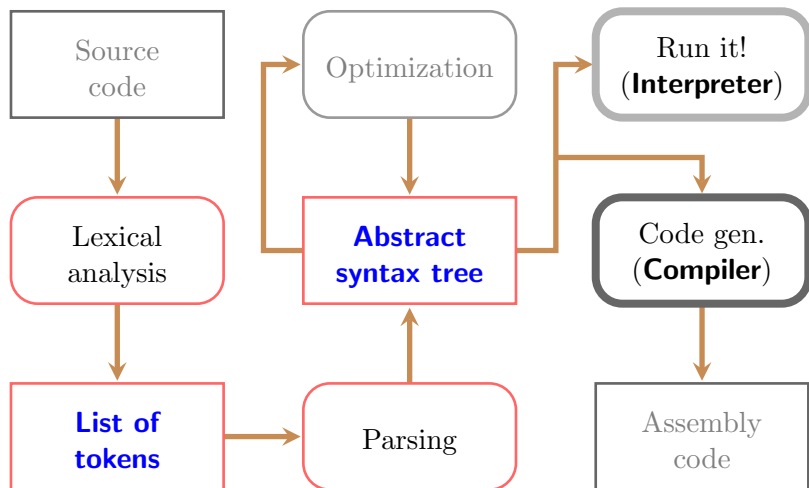 Source
code
Optimization
Run it!
(Interpreter)
Lexical
analysis
Abstract
syntax tree
Code gen.
(Compiler)
List of
tokens
Parsing
Assembly
code